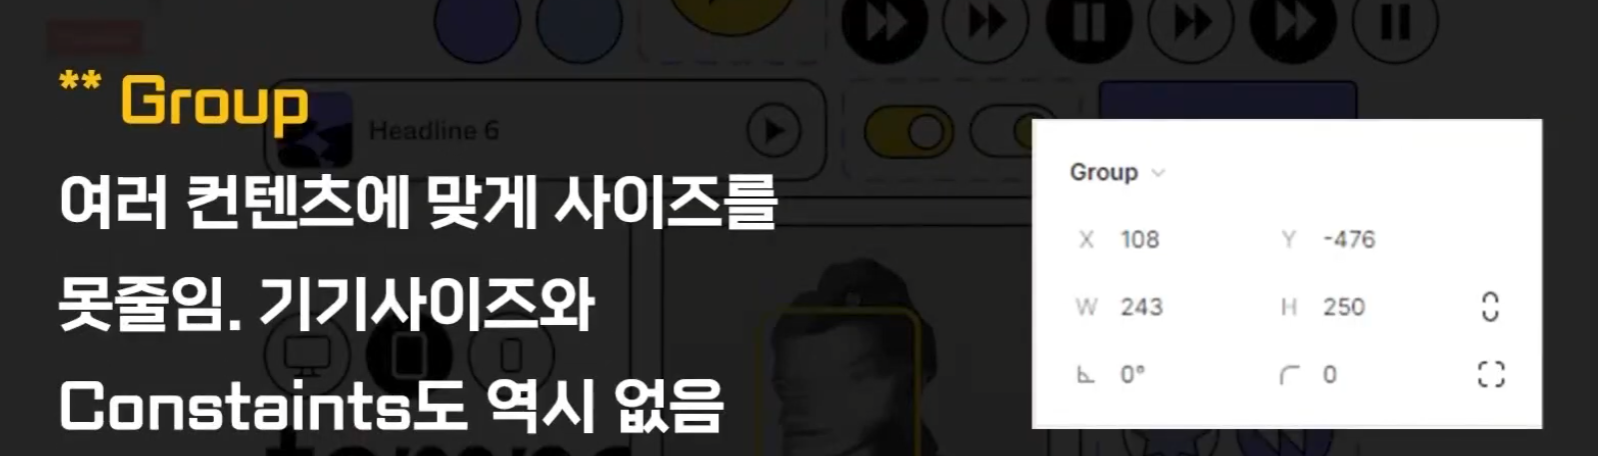 ** Group
Headline 6
여러 컨텐츠에 맞게 사이즈를
못줄임. 기기사이즈와
Constaints도 역시 없음
Group
X 108 Y -476
W 243 H 250
0° 0